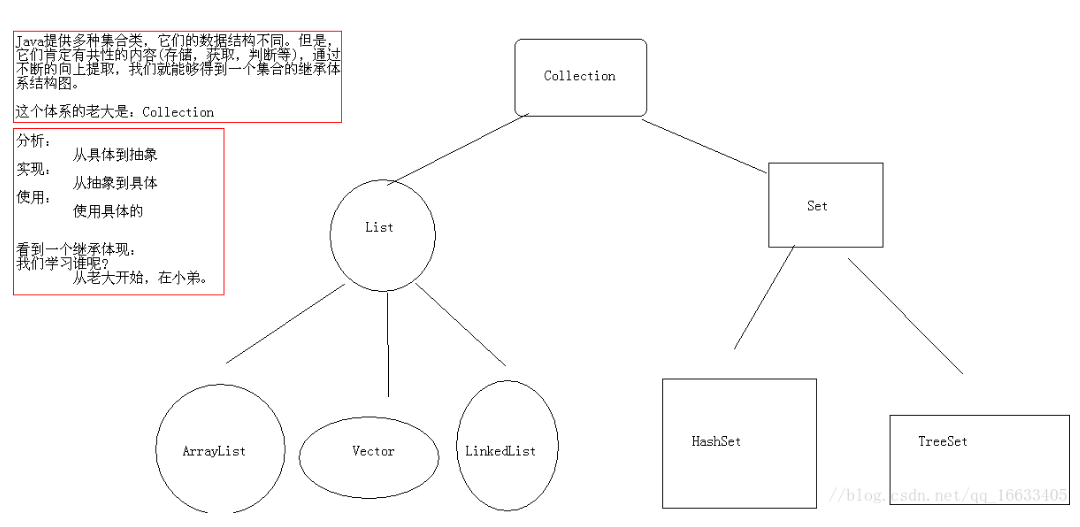 Java提供多种集合类，它们的数据结构不同。但是，
它们肯定有共性的内容(存储，获取，判断等)，通过
不断的向上提取，我们就能够得到一个集合的继承体
系结构图。
这个体系的老大是：Collection
分析：
从具体到抽象
实现：
从抽象到具体
使用：
使用具体的
看到一个继承体现：
我们学习谁呢?
从老大开始，在小弟。
Collection
List
Set
ArrayList
Vector
LinkedList
HashSet
TreeSet
//blog.csdn.net/qq_16633405